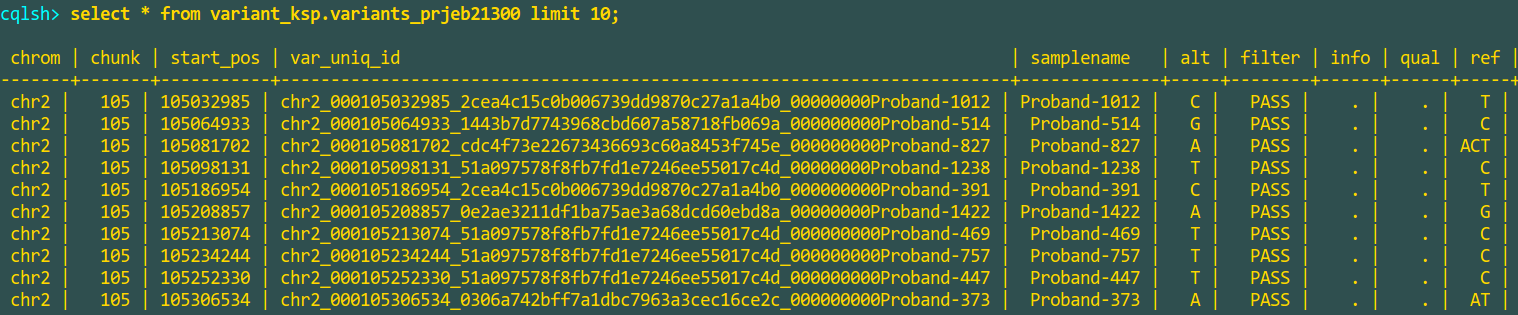 cqlsh> select * from variant_ksp.variants_prjeb21300 limit 10;
chrom | chunk | start_pos | var_uniq_id | samplename | alt | filter | info | qual | ref |
-------+-------+-----------+--------------------------------------------------------------------+--------------+-----+--------+------+------+-----+
chr2 | 105 | 105032985 | chr2_000105032985_2cea4c15c0b006739dd9870c27a1a4b0_00000000Proband-1012 | Proband-1012 | C | PASS | . | . | T |
chr2 | 105 | 105064933 | chr2_000105064933_1443b7d7743968cbd607a58718fb069a_000000000Proband-514 | Proband-514 | G | PASS | . | . | C |
chr2 | 105 | 105081702 | chr2_000105081702_cdc4f73e22673436693c60a8453f745e_000000000Proband-827 | Proband-827 | A | PASS | . | . | ACT |
chr2 | 105 | 105098131 | chr2_000105098131_51a097578f8fb7fd1e7246ee55017c4d_00000000Proband-1238 | Proband-1238 | T | PASS | . | . | C |
chr2 | 105 | 105186954 | chr2_000105186954_2cea4c15c0b006739dd9870c27a1a4b0_000000000Proband-391 | Proband-391 | C | PASS | . | . | T |
chr2 | 105 | 105208857 | chr2_000105208857_0e2ae3211df1ba75ae3a68dcd60ebd8a_00000000Proband-1422 | Proband-1422 | A | PASS | . | . | G |
chr2 | 105 | 105213074 | chr2_000105213074_51a097578f8fb7fd1e7246ee55017c4d_000000000Proband-469 | Proband-469 | T | PASS | . | . | C |
chr2 | 105 | 105234244 | chr2_000105234244_51a097578f8fb7fd1e7246ee55017c4d_000000000Proband-757 | Proband-757 | T | PASS | . | . | C |
chr2 | 105 | 105252330 | chr2_000105252330_51a097578f8fb7fd1e7246ee55017c4d_000000000Proband-447 | Proband-447 | T | PASS | . | . | C |
chr2 | 105 | 105306534 | chr2_000105306534_0306a742bff7a1dbc7963a3cec16ce2c_000000000Proband-373 | Proband-373 | A | PASS | . | . | AT |